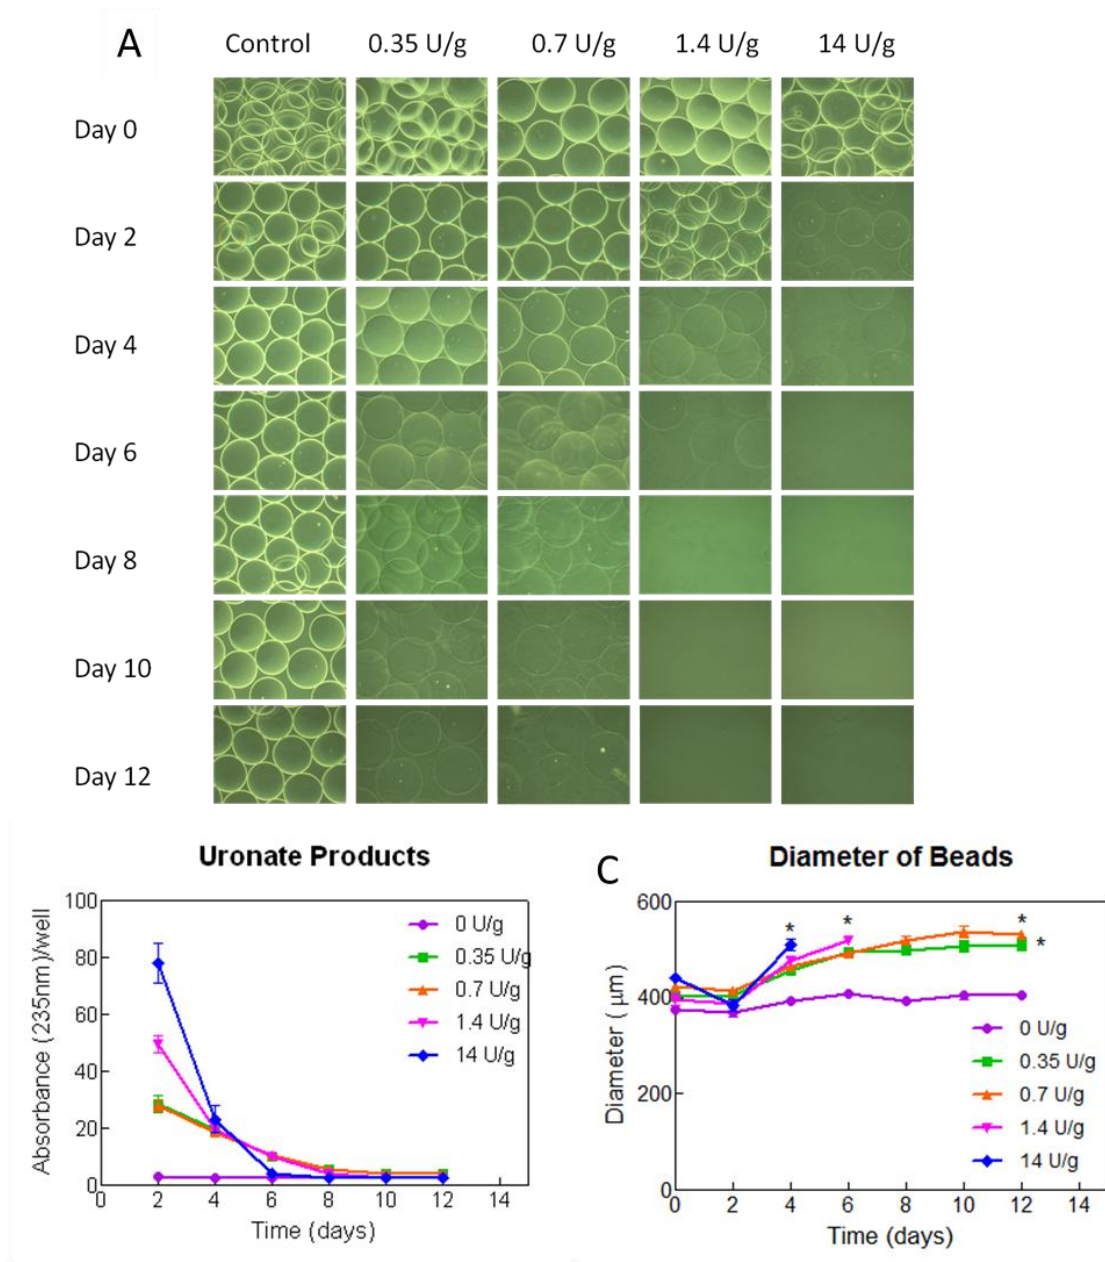 A
Control 0.35 U/g 0.7 U/g 1.4 U/g 14 U/g
Day 0
Day 2
Day 4
Day 6
Day 8
Day 10
Day 12
Uronate Products
Absorbance (235nm)/well
100
80
60
40
20
0
0 2 4 6 8 10 12 14
Time (days)
0 U/g
0.35 U/g
0.7 U/g
1.4 U/g
14 U/g
C
Diameter of Beads
Diameter (μm)
600
400
200
0
0 2 4 6 8 10 12 14
Time (days)
* * *
*
0 U/g
0.35 U/g
0.7 U/g
1.4 U/g
14 U/g